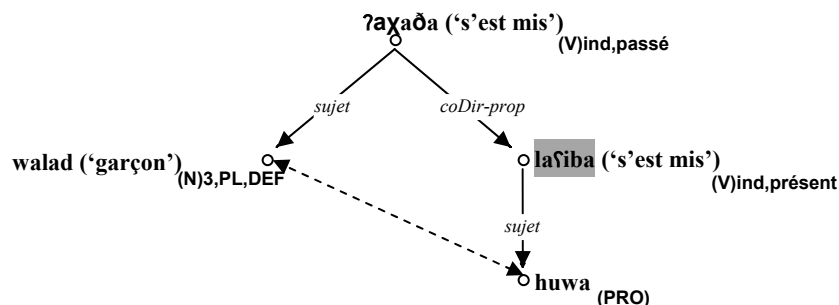 ʔaχaða (‘s’est mis’)(V)ind,passé
sujet coDir-prop
walad (‘garçon’)(N)3,PL,DEF laʕiba (‘s’est mis’)(V)ind,présent
sujet
huwa(PRO)